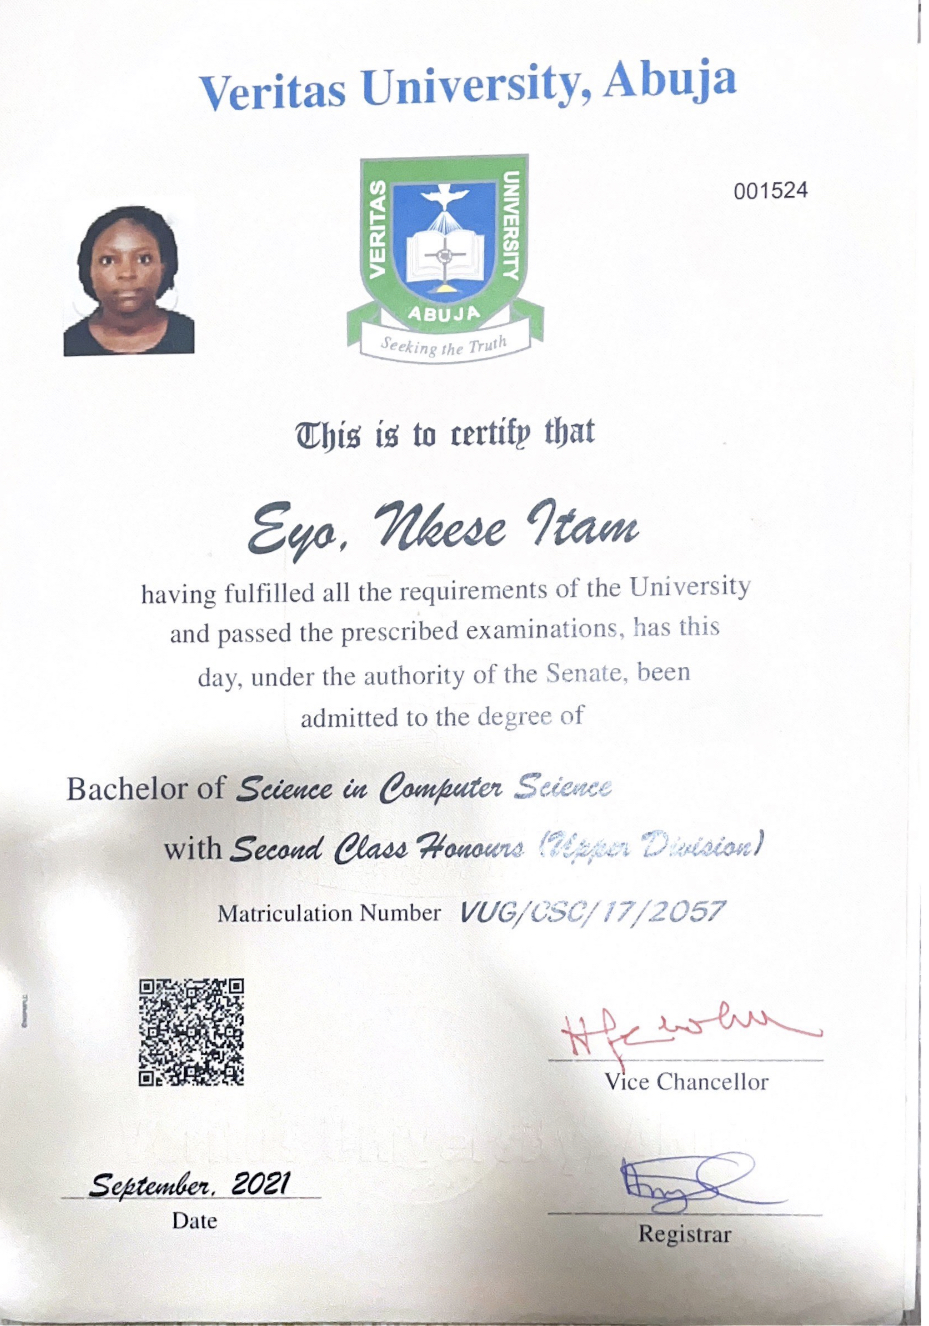 Veritas University, Abuja
001524
VERITAS UNIVERSITY
ABUJA
Seeking the Truth
This is to certify that
Eyo, Nkese Itam
having fulfilled all the requirements of the University
and passed the prescribed examinations, has this
day, under the authority of the Senate, been
admitted to the degree of
Bachelor of Science in Computer Science
with Second Class Honours (Upper Division)
Matriculation Number VUG/CSC/17/2057
Vice Chancellor
September, 2021
Date
Registrar